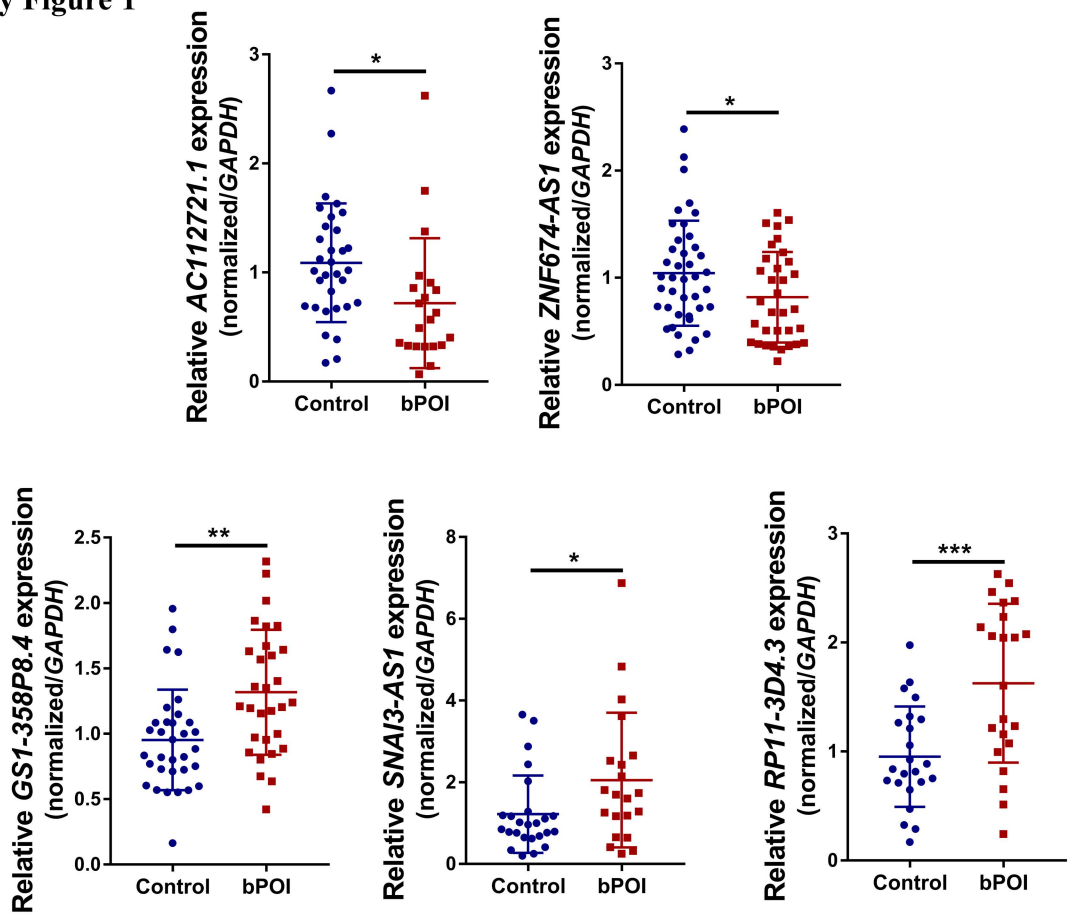 y Figure 1
Relative AC112721.1 expression
(normalized/GAPDH)
3
2
1
0
*
Control
bPOI
Relative ZNF674-AS1 expression
(normalized/GAPDH)
3
2
1
0
*
Control
bPOI
Relative GS1-358P8.4 expression
(normalized/GAPDH)
2.5
2.0
1.5
1.0
0.5
0.0
**
Control
bPOI
Relative SNAI3-AS1 expression
(normalized/GAPDH)
8
6
4
2
0
*
Control
bPOI
Relative RP11-3D4.3 expression
(normalized/GAPDH)
3
2
1
0
***
Control
bPOI